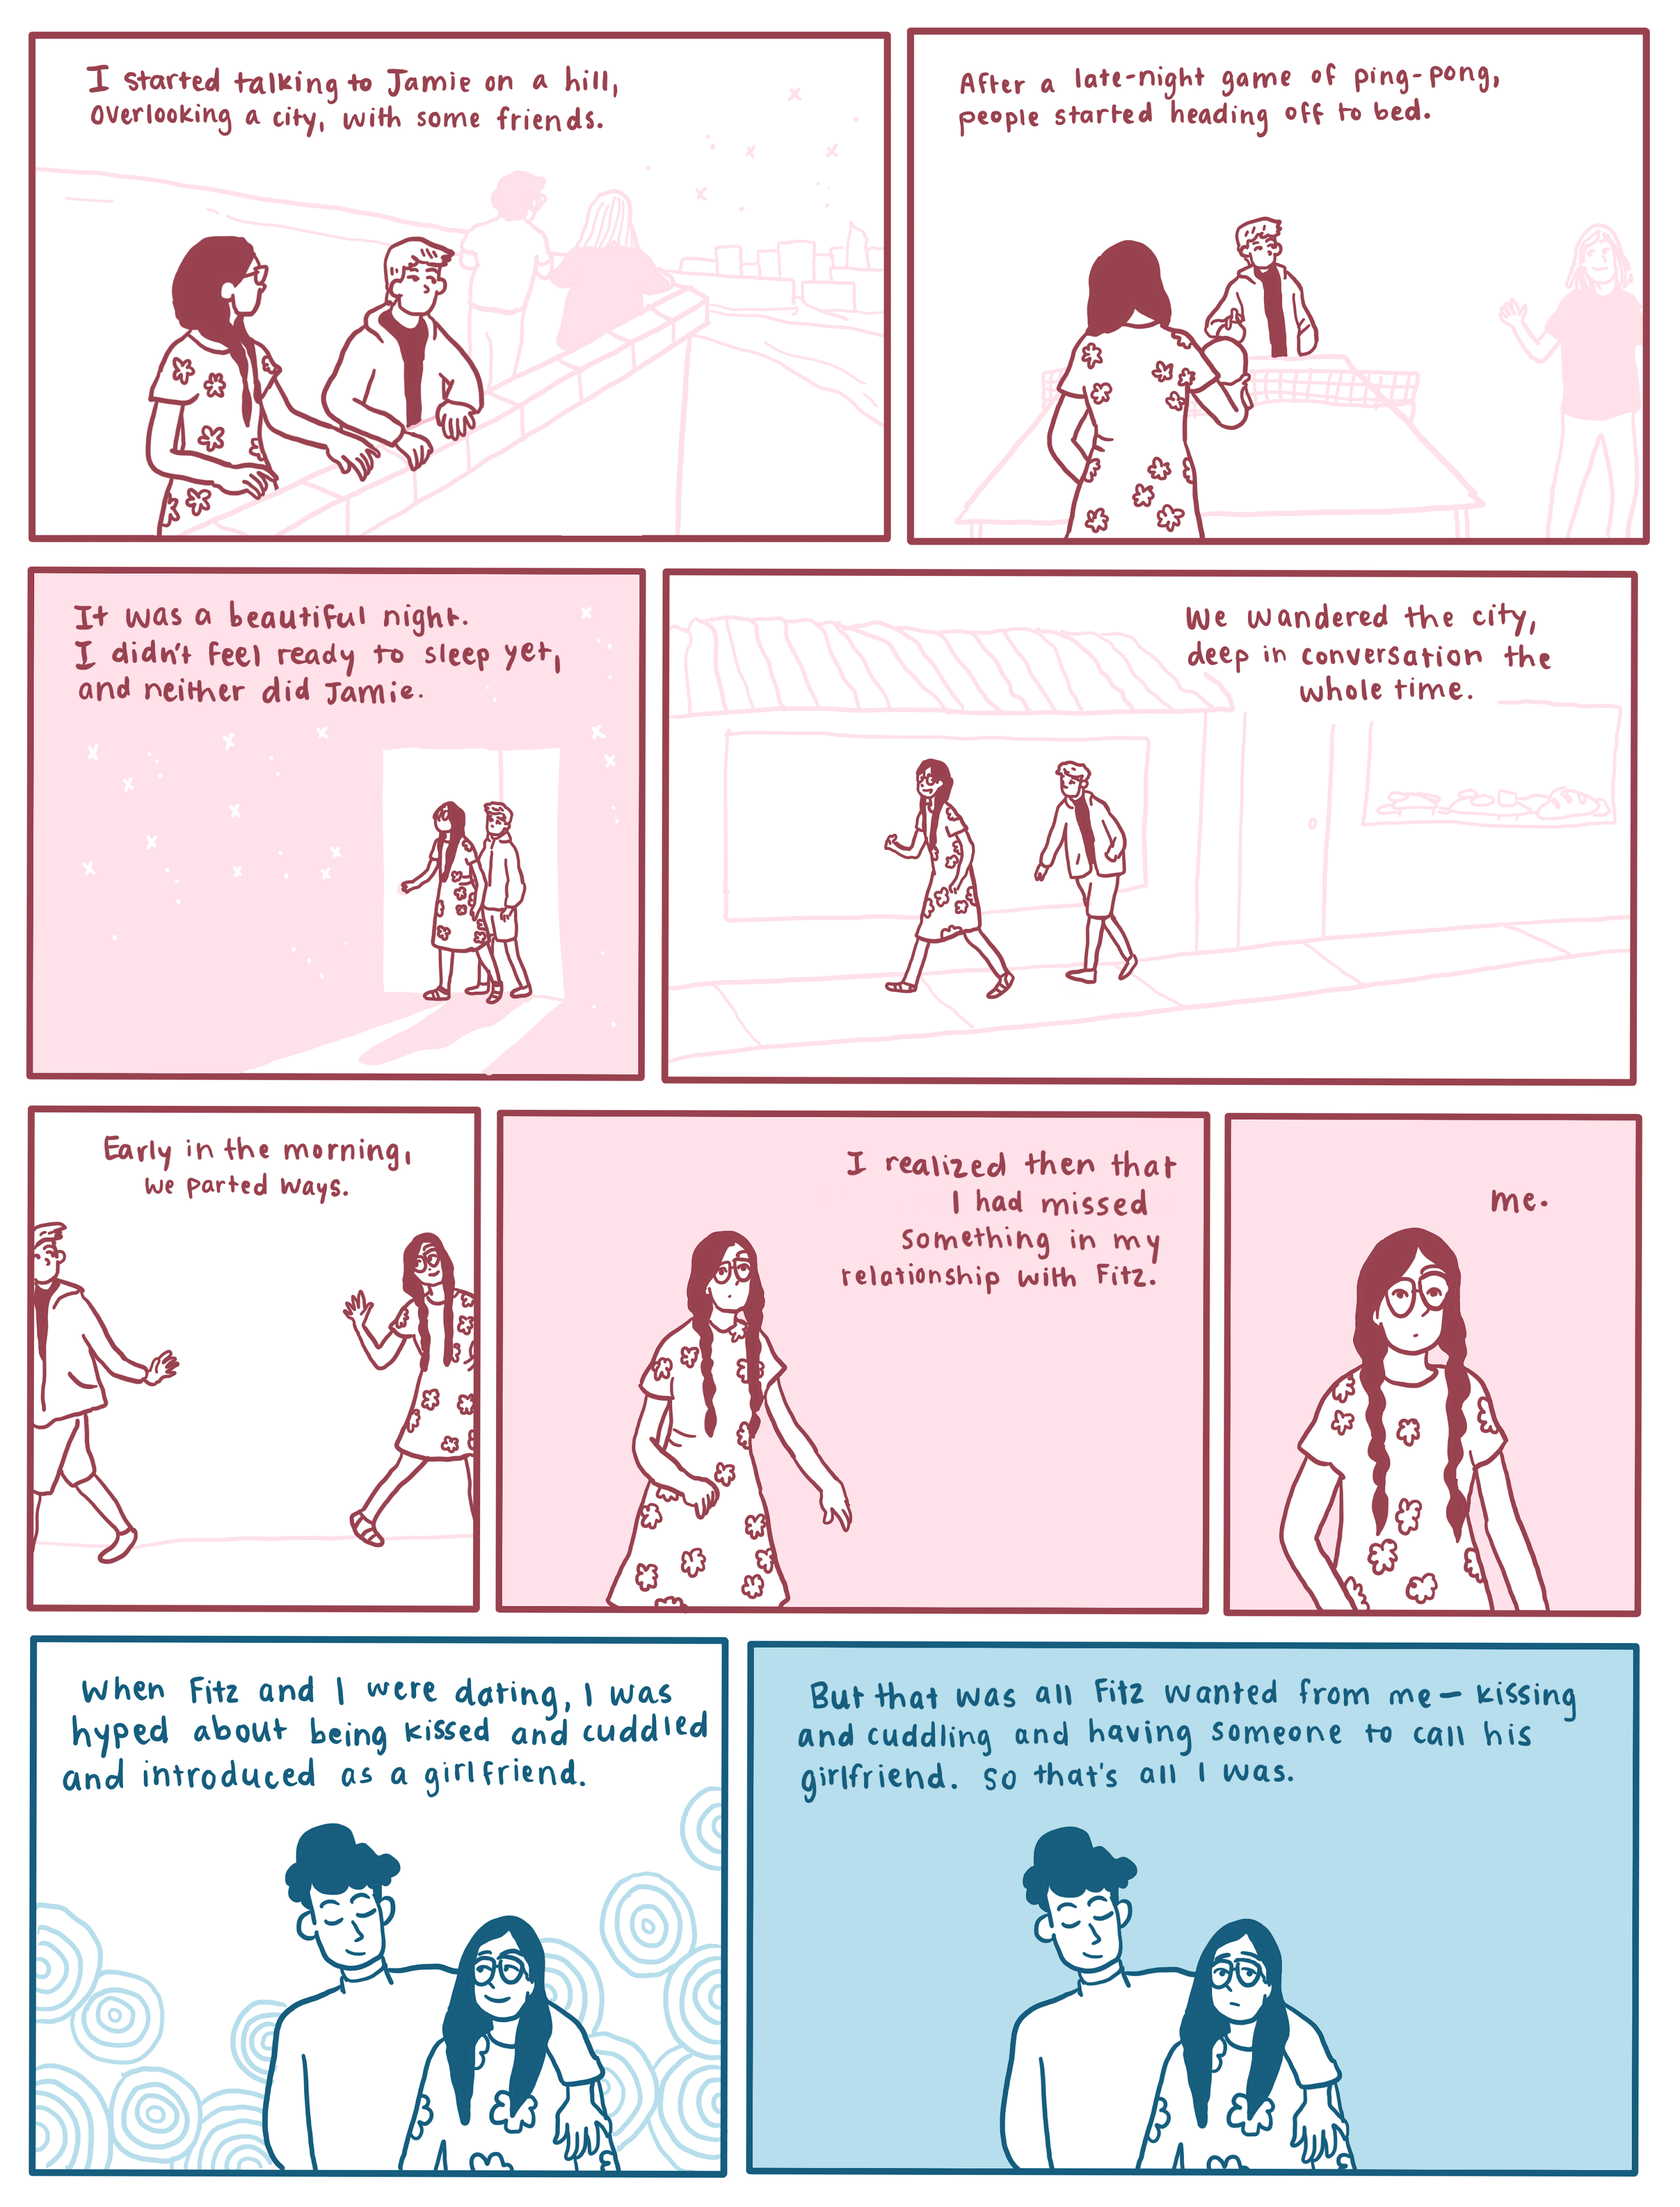 I started talking to Jamie on a hill,
overlooking a city, with some friends.
After a late-night game of ping-pong,
people started heading off to bed.
It was a beautiful night.
I didn't feel ready to sleep yet,
and neither did Jamie.
We wandered the city,
deep in conversation the
whole time.
Early in the morning,
we parted ways.
I realized then that
I had missed
something in my
relationship with Fitz.
me.
When Fitz and I were dating, I was
hyped about being kissed and cuddled
and introduced as a girlfriend.
But that was all Fitz wanted from me — kissing
and cuddling and having someone to call his
girlfriend. So that's all I was.